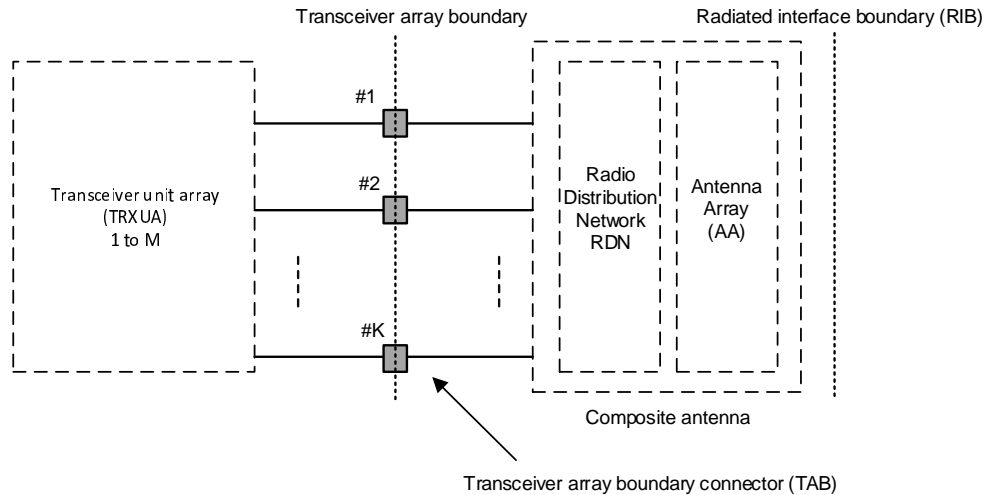 Transceiver array boundary
Radiated interface boundary (RIB)
#1
#2
#K
Transceiver unit array
(TRXUA)
1 to M
Radio
Distribution
Network
RDN
Antenna
Array
(AA)
Composite antenna
Transceiver array boundary connector (TAB)